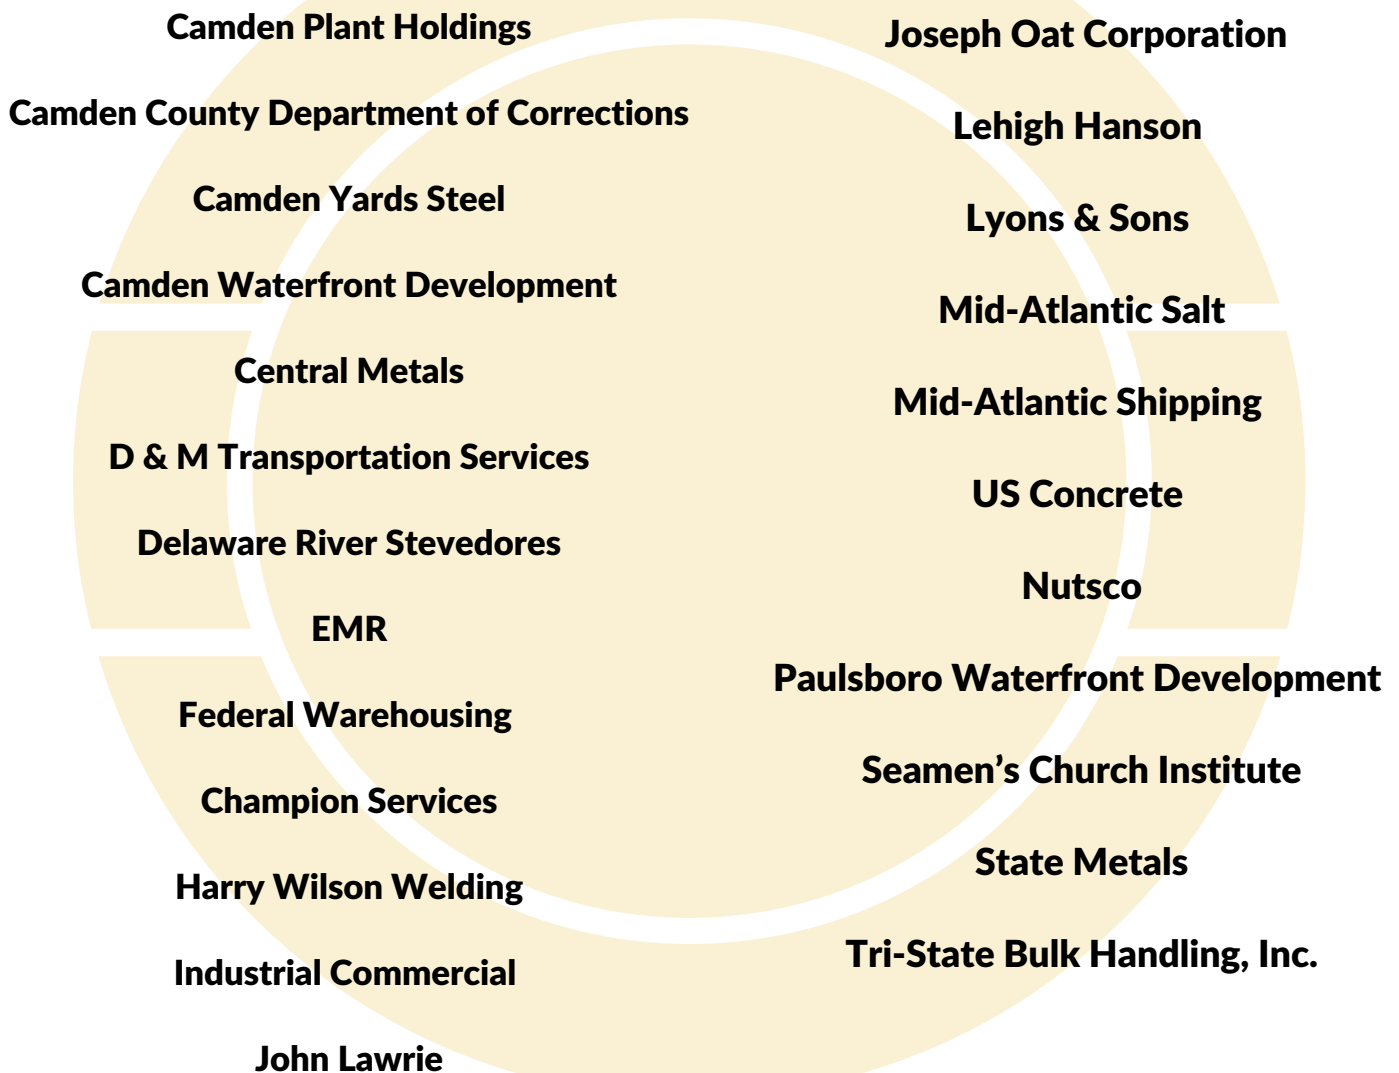 Camden Plant Holdings
Camden County Department of Corrections
Camden Yards Steel
Camden Waterfront Development
Central Metals
D & M Transportation Services
Delaware River Stevedores
EMR
Federal Warehousing
Champion Services
Harry Wilson Welding
Industrial Commercial
John Lawrie
Joseph Oat Corporation
Lehigh Hanson
Lyons & Sons
Mid-Atlantic Salt
Mid-Atlantic Shipping
US Concrete
Nutsco
Paulsboro Waterfront Development
Seamen’s Church Institute
State Metals
Tri-State Bulk Handling, Inc.